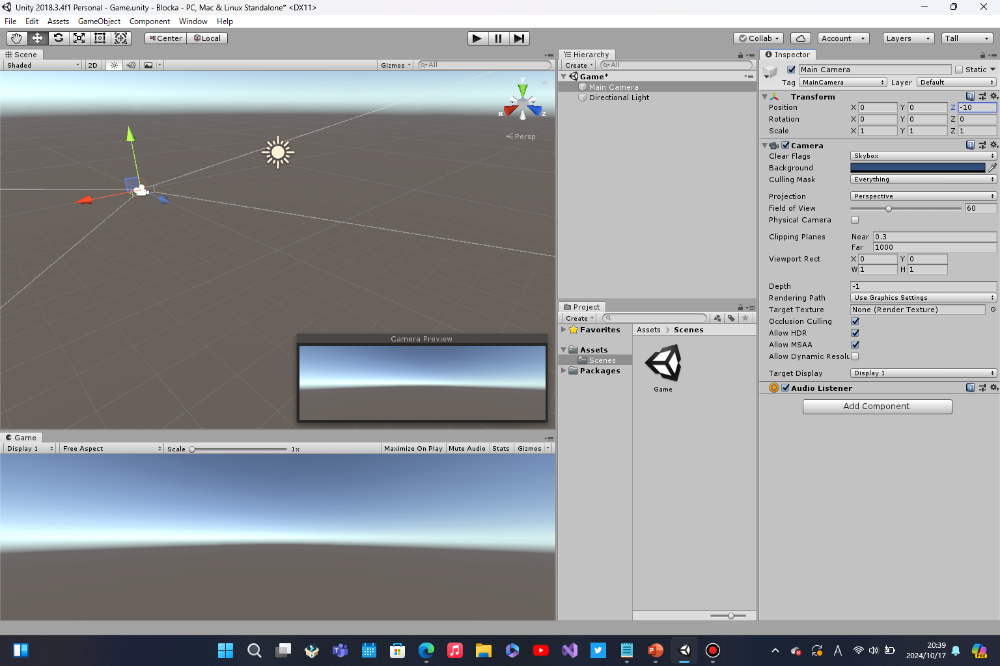 Unity 2018.3.4f1 Personal - Game.unity - Blocka - PC, Mac & Linux Standalone* <DX11>
File Edit Assets GameObject Component Window Help
Center Local
Collab Account Layers Tall
Scene
Shaded 2D Gizmos All
y
x z
Persp
Camera Preview
Game
Display 1 Free Aspect Scale 1x Maximize On Play Mute Audio Stats Gizmos
Hierarchy
Create All
Game*
Main Camera
Directional Light
Project
Create
Favorites
Assets
Scenes
Packages
Assets > Scenes
Game
Inspector
Main Camera Static
Tag MainCamera Layer Default
Transform
Position X 0 Y 0 Z -10
Rotation X 0 Y 0 Z 0
Scale X 1 Y 1 Z 1
Camera
Clear Flags Skybox
Background
Culling Mask Everything
Projection Perspective
Field of View 60
Physical Camera
Clipping Planes Near 0.3
Far 1000
Viewport Rect X 0 Y 0
W 1 H 1
Depth -1
Rendering Path Use Graphics Settings
Target Texture None (Render Texture)
Occlusion Culling
Allow HDR
Allow MSAA
Allow Dynamic Resolu
Target Display Display 1
Audio Listener
Add Component
A
20:39
2024/10/17
PRE